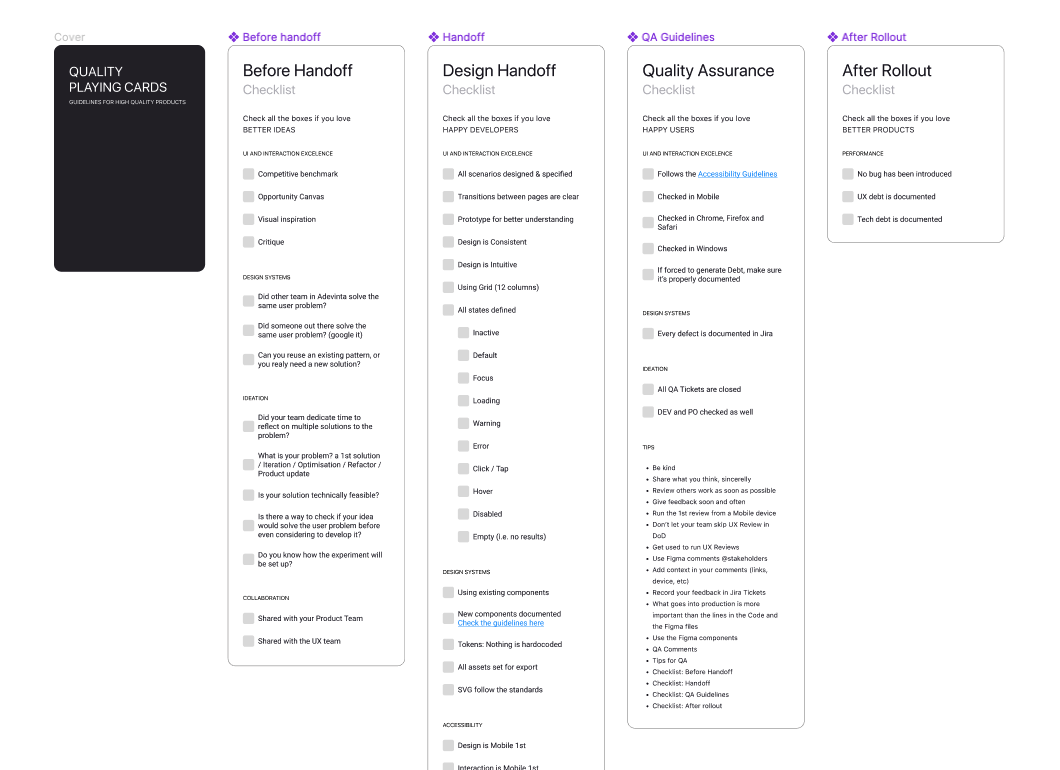 Cover
QUALITY
PLAYING CARDS
GUIDELINES FOR HIGH QUALITY PRODUCTS
Before handoff
Before Handoff
Checklist
Check all the boxes if you love
BETTER IDEAS
UI AND INTERACTION EXCELENCE
Competitive benchmark
Opportunity Canvas
Visual inspiration
Critique
DESIGN SYSTEMS
Did other team in Adevinta solve the
same user problem?
Did someone out there solve the
same user problem? (google it)
Can you reuse an existing pattern, or
you realy need a new solution?
IDEATION
Did your team dedicate time to
reflect on multiple solutions to the
problem?
What is your problem? a 1st solution
/ Iteration / Optimisation / Refactor /
Product update
Is your solution technically feasible?
Is there a way to check if your idea
would solve the user problem before
even considering to develop it?
Do you know how the experiment will
be set up?
COLLABORATION
Shared with your Product Team
Shared with the UX team
Handoff
Design Handoff
Checklist
Check all the boxes if you love
HAPPY DEVELOPERS
UI AND INTERACTION EXCELENCE
All scenarios designed & specified
Transitions between pages are clear
Prototype for better understanding
Design is Consistent
Design is Intuitive
Using Grid (12 columns)
All states defined
Inactive
Default
Focus
Loading
Warning
Error
Click / Tap
Hover
Disabled
Empty (i.e. no results)
DESIGN SYSTEMS
Using existing components
New components documented
Check the guidelines here
Tokens: Nothing is hardocoded
All assets set for export
SVG follow the standards
ACCESSIBILITY
Design is Mobile 1st
Interaction is Mobile 1st
QA Guidelines
Quality Assurance
Checklist
Check all the boxes if you love
HAPPY USERS
UI AND INTERACTION EXCELENCE
Follows the Accessibility Guidelines
Checked in Mobile
Checked in Chrome, Firefox and
Safari
Checked in Windows
If forced to generate Debt, make sure
it's properly documented
DESIGN SYSTEMS
Every defect is documented in Jira
IDEATION
All QA Tickets are closed
DEV and PO checked as well
TIPS
• Be kind
• Share what you think, sincerelly
• Review others work as soon as possible
• Give feedback soon and often
• Run the 1st review from a Mobile device
• Don't let your team skip UX Review in
DoD
• Get used to run UX Reviews
• Use Figma comments @stakeholders
• Add context in your comments (links,
device, etc)
• Record your feedback in Jira Tickets
• What goes into production is more
important than the lines in the Code and
the Figma files
• Use the Figma components
• QA Comments
• Tips for QA
• Checklist: Before Handoff
• Checklist: Handoff
• Checklist: QA Guidelines
• Checklist: After rollout
After Rollout
After Rollout
Checklist
Check all the boxes if you love
BETTER PRODUCTS
PERFORMANCE
No bug has been introduced
UX debt is documented
Tech debt is documented